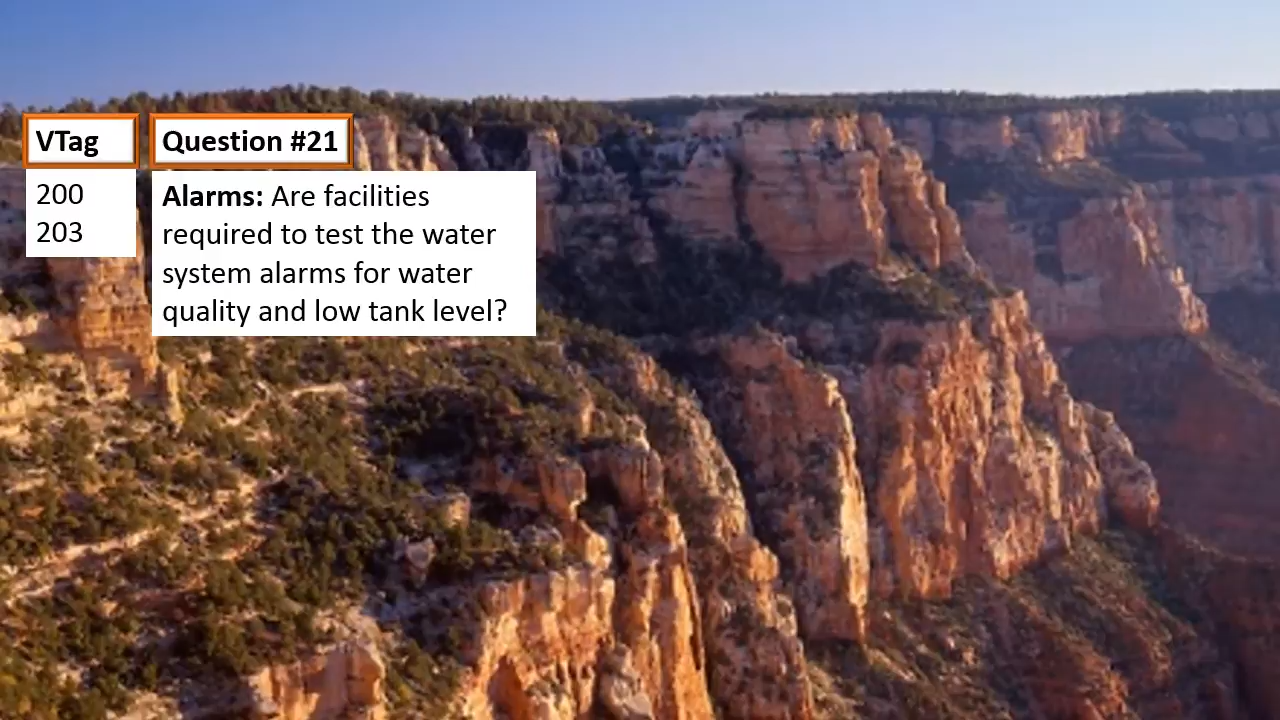 VTag
200
203
Question #21
Alarms: Are facilities
required to test the water
system alarms for water
quality and low tank level?